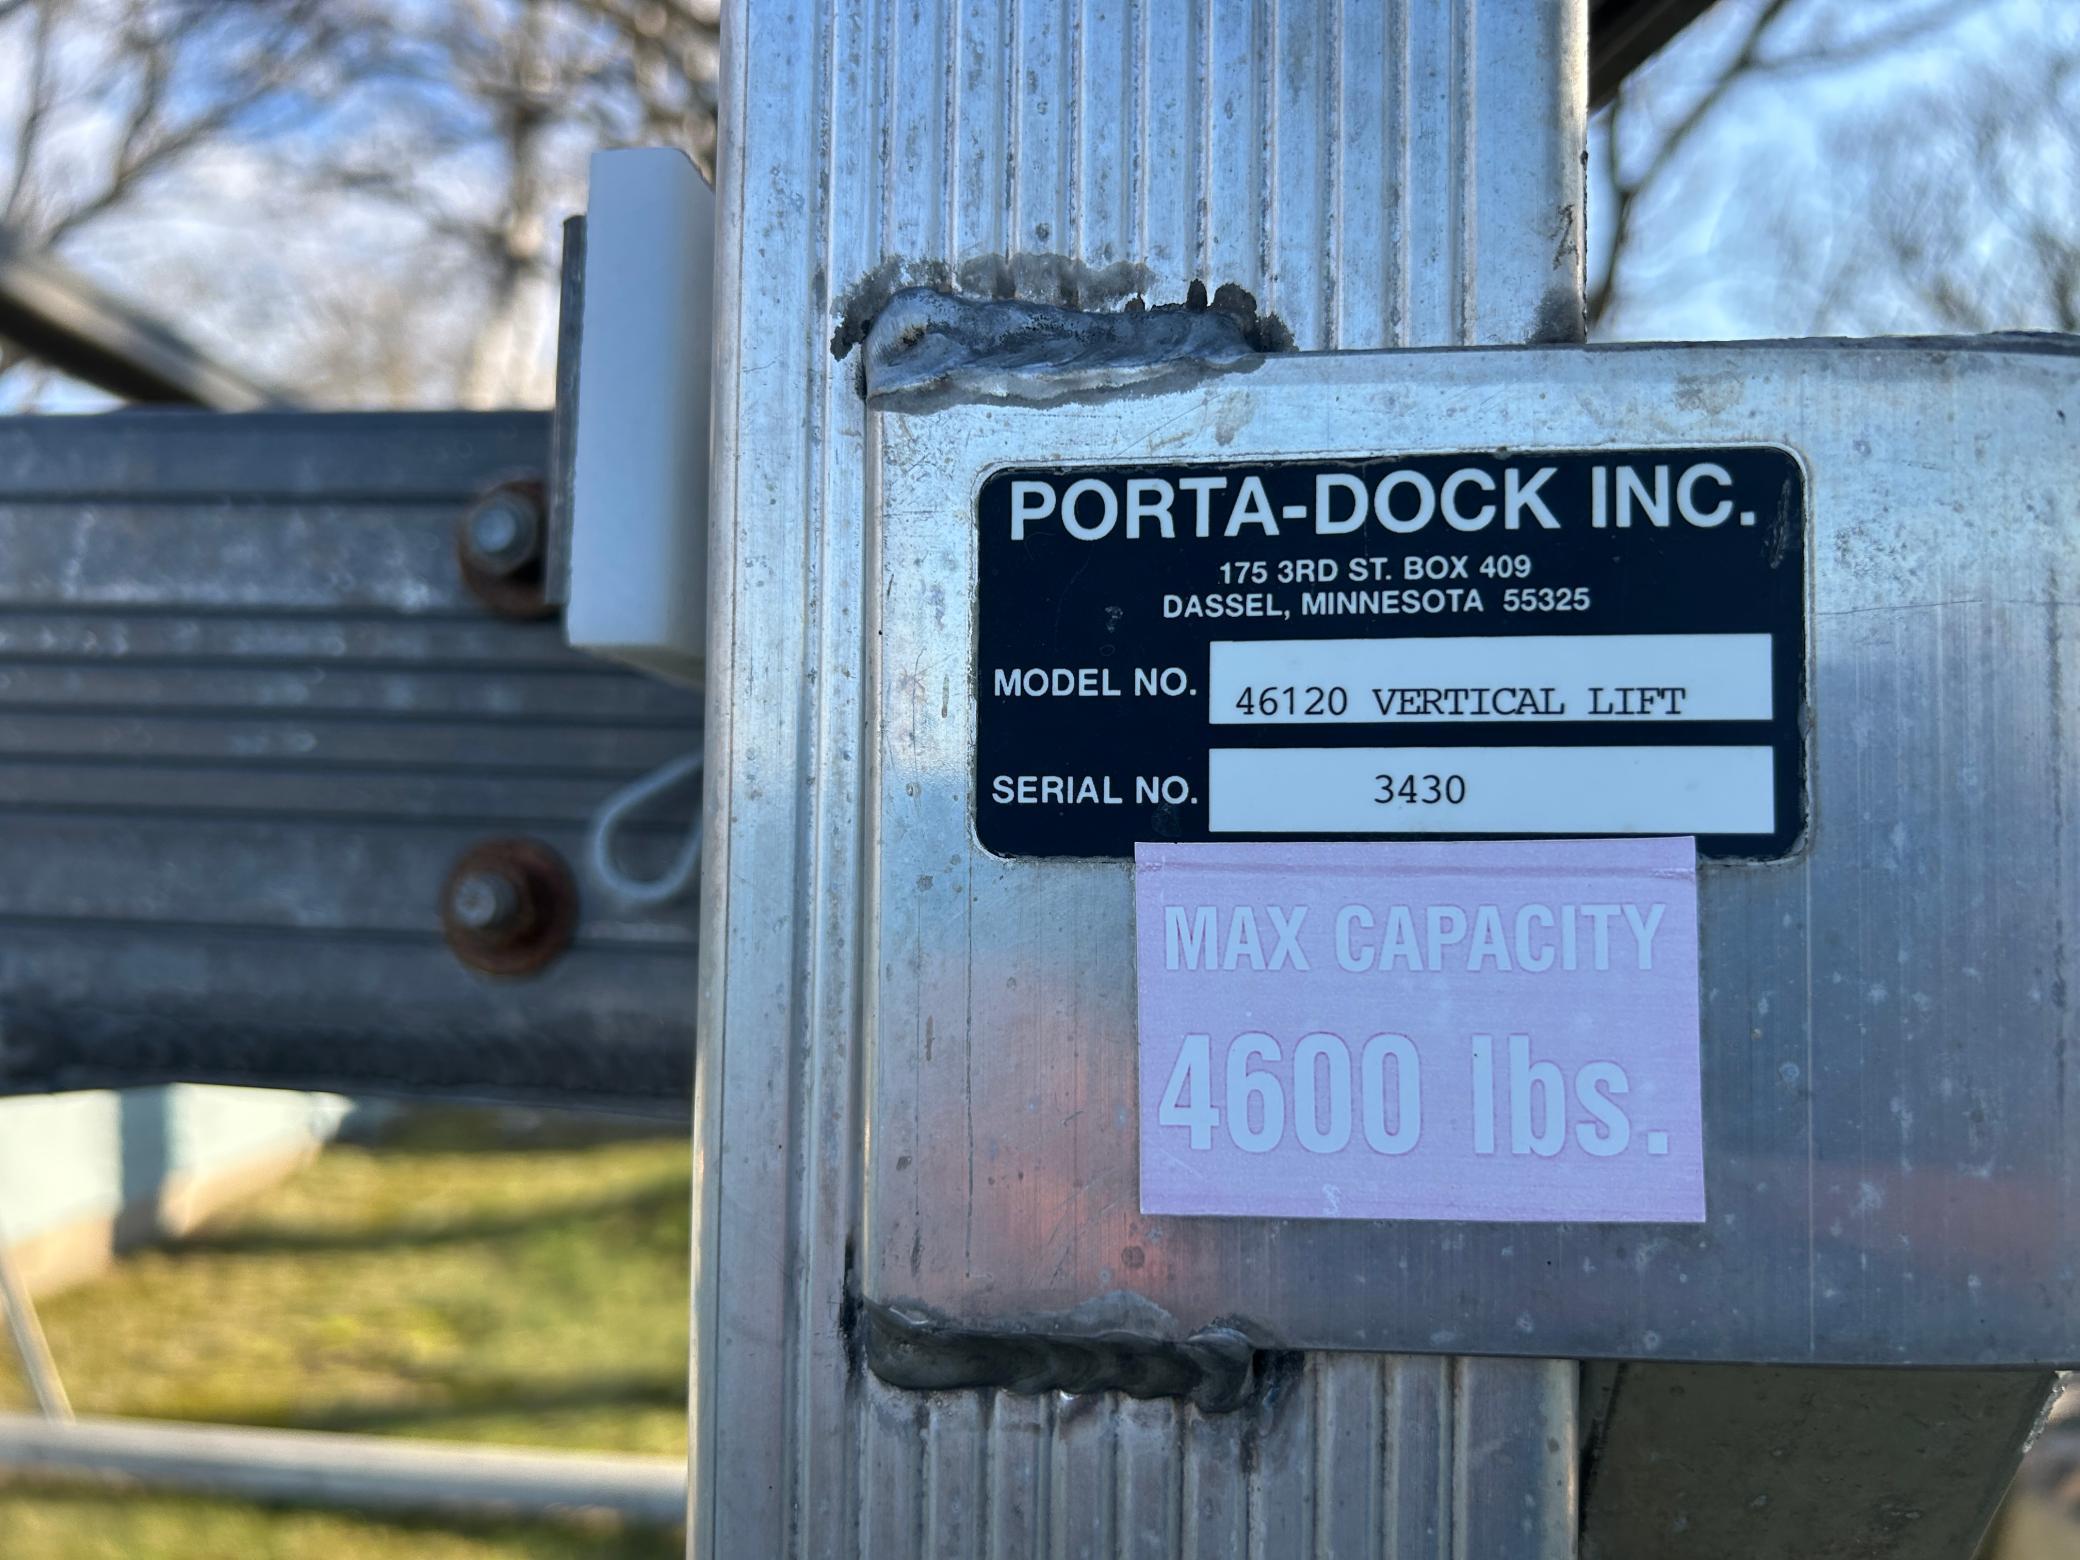 PORTA-DOCK INC.
175 3RD ST. BOX 409
DASSEL, MINNESOTA 55325
MODEL NO. 46120 VERTICAL LIFT
SERIAL NO. 3430
MAX CAPACITY
4600 lbs.